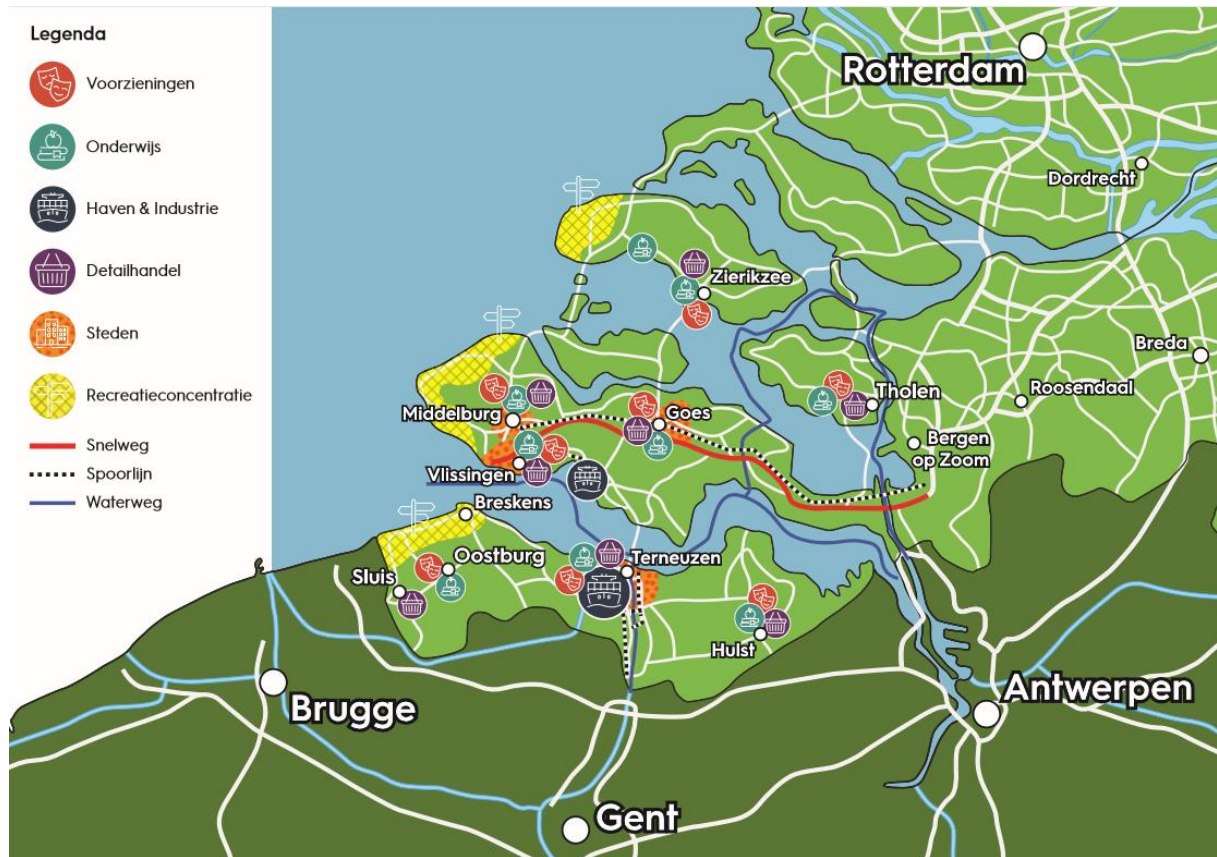 Legenda
Voorzieningen
Onderwijs
Haven & Industrie
Detailhandel
Steden
Recreatieconcentratie
Snelweg
Spoorlijn
Waterweg
Rotterdam
Dordrecht
Zierikzee
Breda
Roosendaal
Tholen
Middelburg
Goes
Bergen
op Zoom
Vlissingen
Breskens
Oostburg
Terneuzen
Sluis
Hulst
Brugge
Antwerpen
Gent